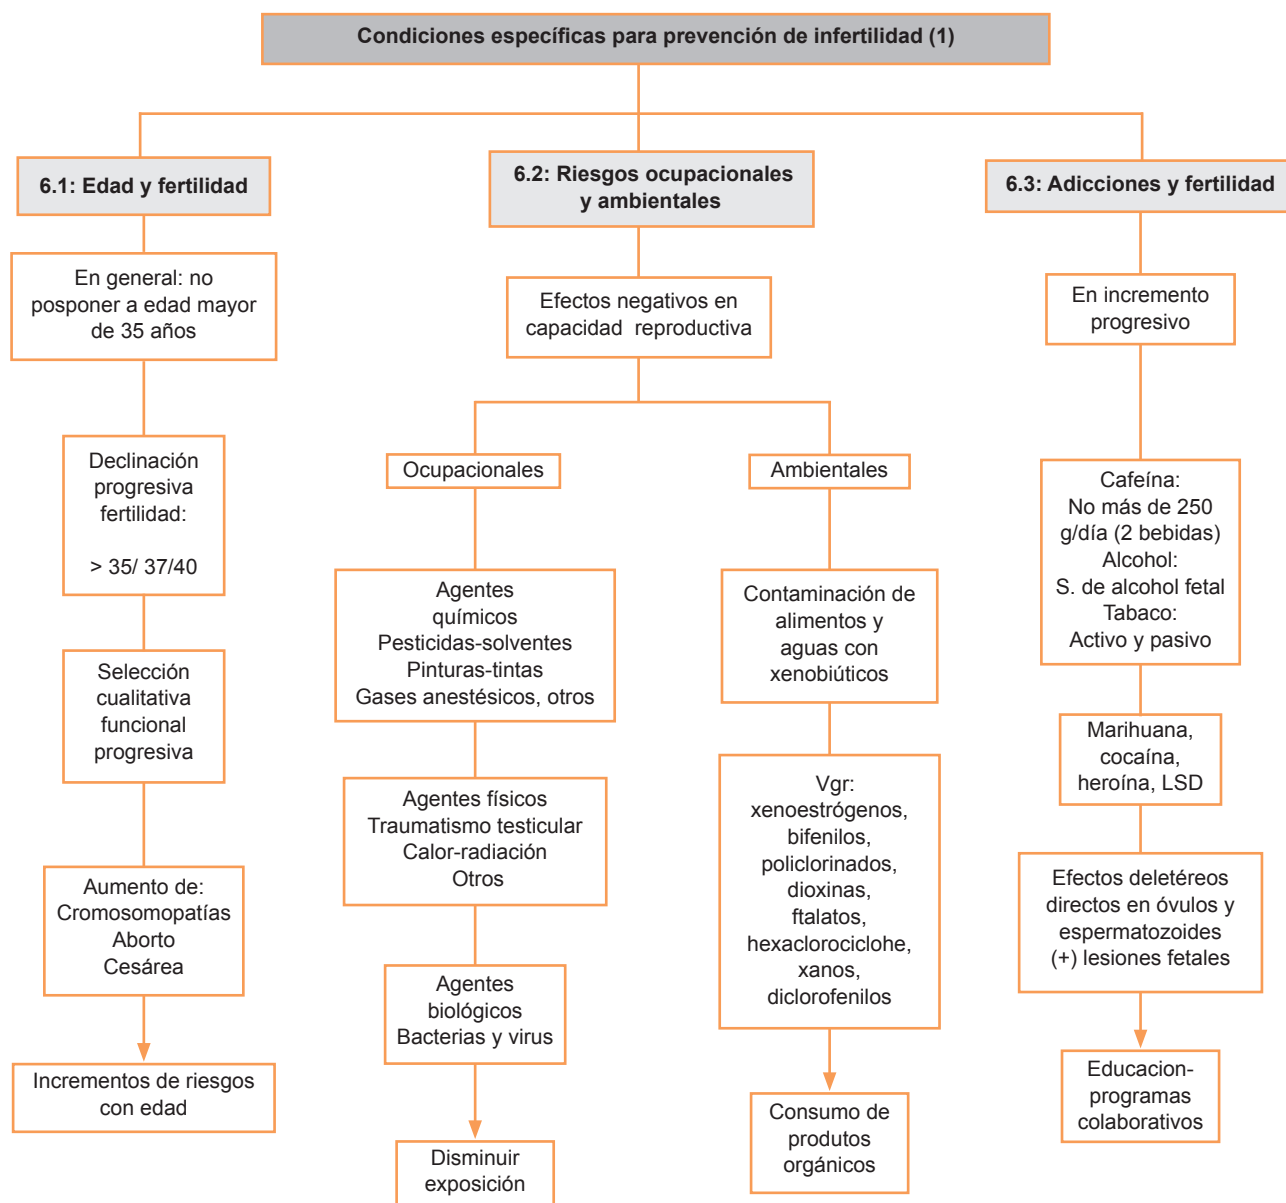 Condiciones específicas para prevención de infertilidad (1)
6.1: Edad y fertilidad
En general: no
posponer a edad mayor
de 35 años
Declinación
progresiva
fertilidad:
> 35/ 37/40
Selección
cualitativa
funcional
progresiva
Aumento de:
Cromosomopatías
Aborto
Cesárea
Incrementos de riesgos
con edad
6.2: Riesgos ocupacionales
y ambientales
Efectos negativos en
capacidad reproductiva
Ocupacionales
Agentes
químicos
Pesticidas-solventes
Pinturas-tintas
Gases anestésicos, otros
Agentes físicos
Traumatismo testicular
Calor-radiación
Otros
Agentes
biológicos
Bacterias y virus
Disminuir
exposición
Ambientales
Contaminación de
alimentos y
aguas con
xenobiúticos
Vgr:
xenoestrógenos,
bifenilos,
policlorinados,
dioxinas,
ftalatos,
hexaclorociclohe,
xanos,
diclorofenilos
Consumo de
produtos
orgánicos
6.3: Adicciones y fertilidad
En incremento
progresivo
Cafeína:
No más de 250
g/día (2 bebidas)
Alcohol:
S. de alcohol fetal
Tabaco:
Activo y pasivo
Marihuana,
cocaína,
heroína, LSD
Efectos deletéreos
directos en óvulos y
espermatozoides
(+) lesiones fetales
Educacion-
programas
colaborativos